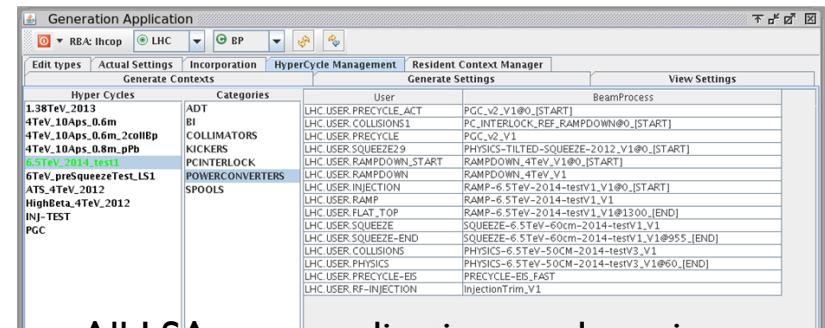 Generation Application
RBA: lhcop LHC BP
Edit types Actual Settings Incorporation HyperCycle Management Resident Context Manager
Generate Contexts Generate Settings View Settings
Hyper Cycles Categories User BeamProcess
1.38TeV_2013
4TeV_10Aps_0.6m
4TeV_10Aps_0.6m_2collBp
4TeV_10Aps_0.8m_pPb
6.5TeV_2014_test1
6TeV_preSqueezeTest_LS1
ATS_4TeV_2012
HighBeta_4TeV_2012
INJ-TEST
PGC
ADT
BI
COLLIMATORS
KICKERS
PCINTERLOCK
POWERCONVERTERS
SPOOLS
LHC.USER.PRECYCLE_ACT PGC_v2_V1@0_[START]
LHC.USER.COLLISIONS1 PC_INTERLOCK_REF_RAMPDOWN@0_[START]
LHC.USER.PRECYCLE PGC_v2_V1
LHC.USER.SQUEEZE29 PHYSICS-TILTED-SQUEEZE-2012_V1@0_[START]
LHC.USER.RAMPDOWN_START RAMPDOWN_4TeV_V1@0_[START]
LHC.USER.RAMPDOWN RAMPDOWN_4TeV_V1
LHC.USER.INJECTION RAMP-6.5TeV-2014-testV1_V1@0_[START]
LHC.USER.RAMP RAMP-6.5TeV-2014-testV1_V1
LHC.USER.FLAT_TOP RAMP-6.5TeV-2014-testV1_V1@1300_[END]
LHC.USER.SQUEEZE SQUEEZE-6.5TeV-60cm-2014-testV1_V1
LHC.USER.SQUEEZE-END SQUEEZE-6.5TeV-60cm-2014-testV1_V1@955_[END]
LHC.USER.COLLISIONS PHYSICS-6.5TeV-50CM-2014-testV3_V1
LHC.USER.PHYSICS PHYSICS-6.5TeV-50CM-2014-testV3_V1@60_[END]
LHC.USER.PRECYCLE-EIS PRECYCLE-EIS_FAST
LHC.USER.RF-INJECTION InjectionTrim_V1
All LSA